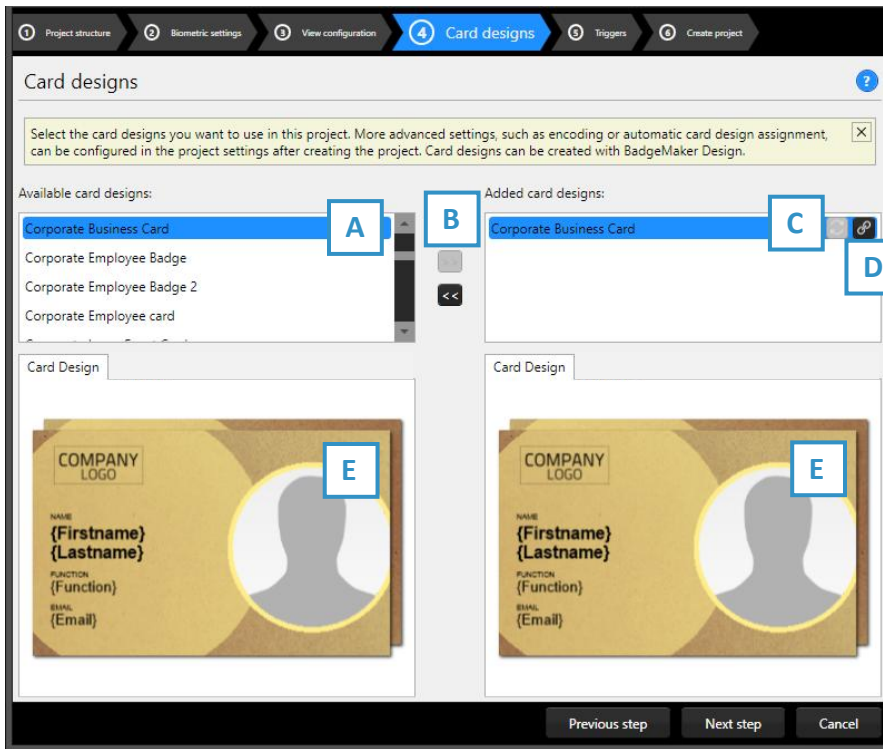 1 Project structure 2 Biometric settings 3 View configuration 4 Card designs 5 Triggers 6 Create project
Card designs ?
Select the card designs you want to use in this project. More advanced settings, such as encoding or automatic card design assignment,
can be configured in the project settings after creating the project. Card designs can be created with BadgeMaker Design.
Available card designs:
Added card designs:
Corporate Business Card
A
B
Corporate Business Card
C
D
Corporate Employee Badge
Corporate Employee Badge 2
Corporate Employee card
>>
<<
Card Design
Card Design
COMPANY
LOGO
E
NAME
{Firstname}
{Lastname}
FUNCTION
{Function}
EMAIL
{Email}
COMPANY
LOGO
E
NAME
{Firstname}
{Lastname}
FUNCTION
{Function}
EMAIL
{Email}
Previous step Next step Cancel